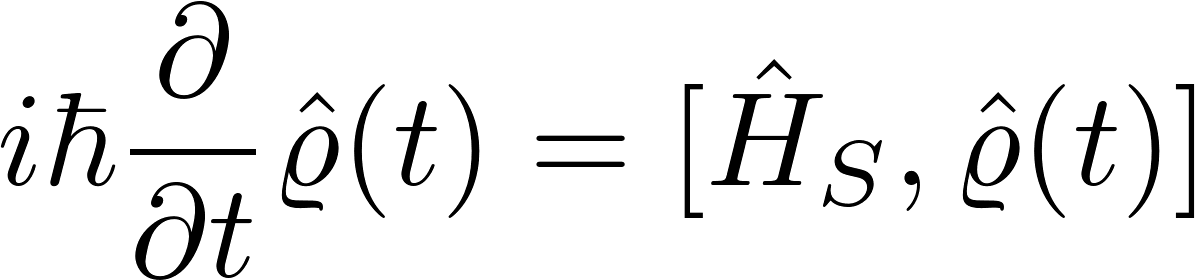 iħ ∂/∂t ϱ̂(t) = [Ĥ_S, ϱ̂(t)]